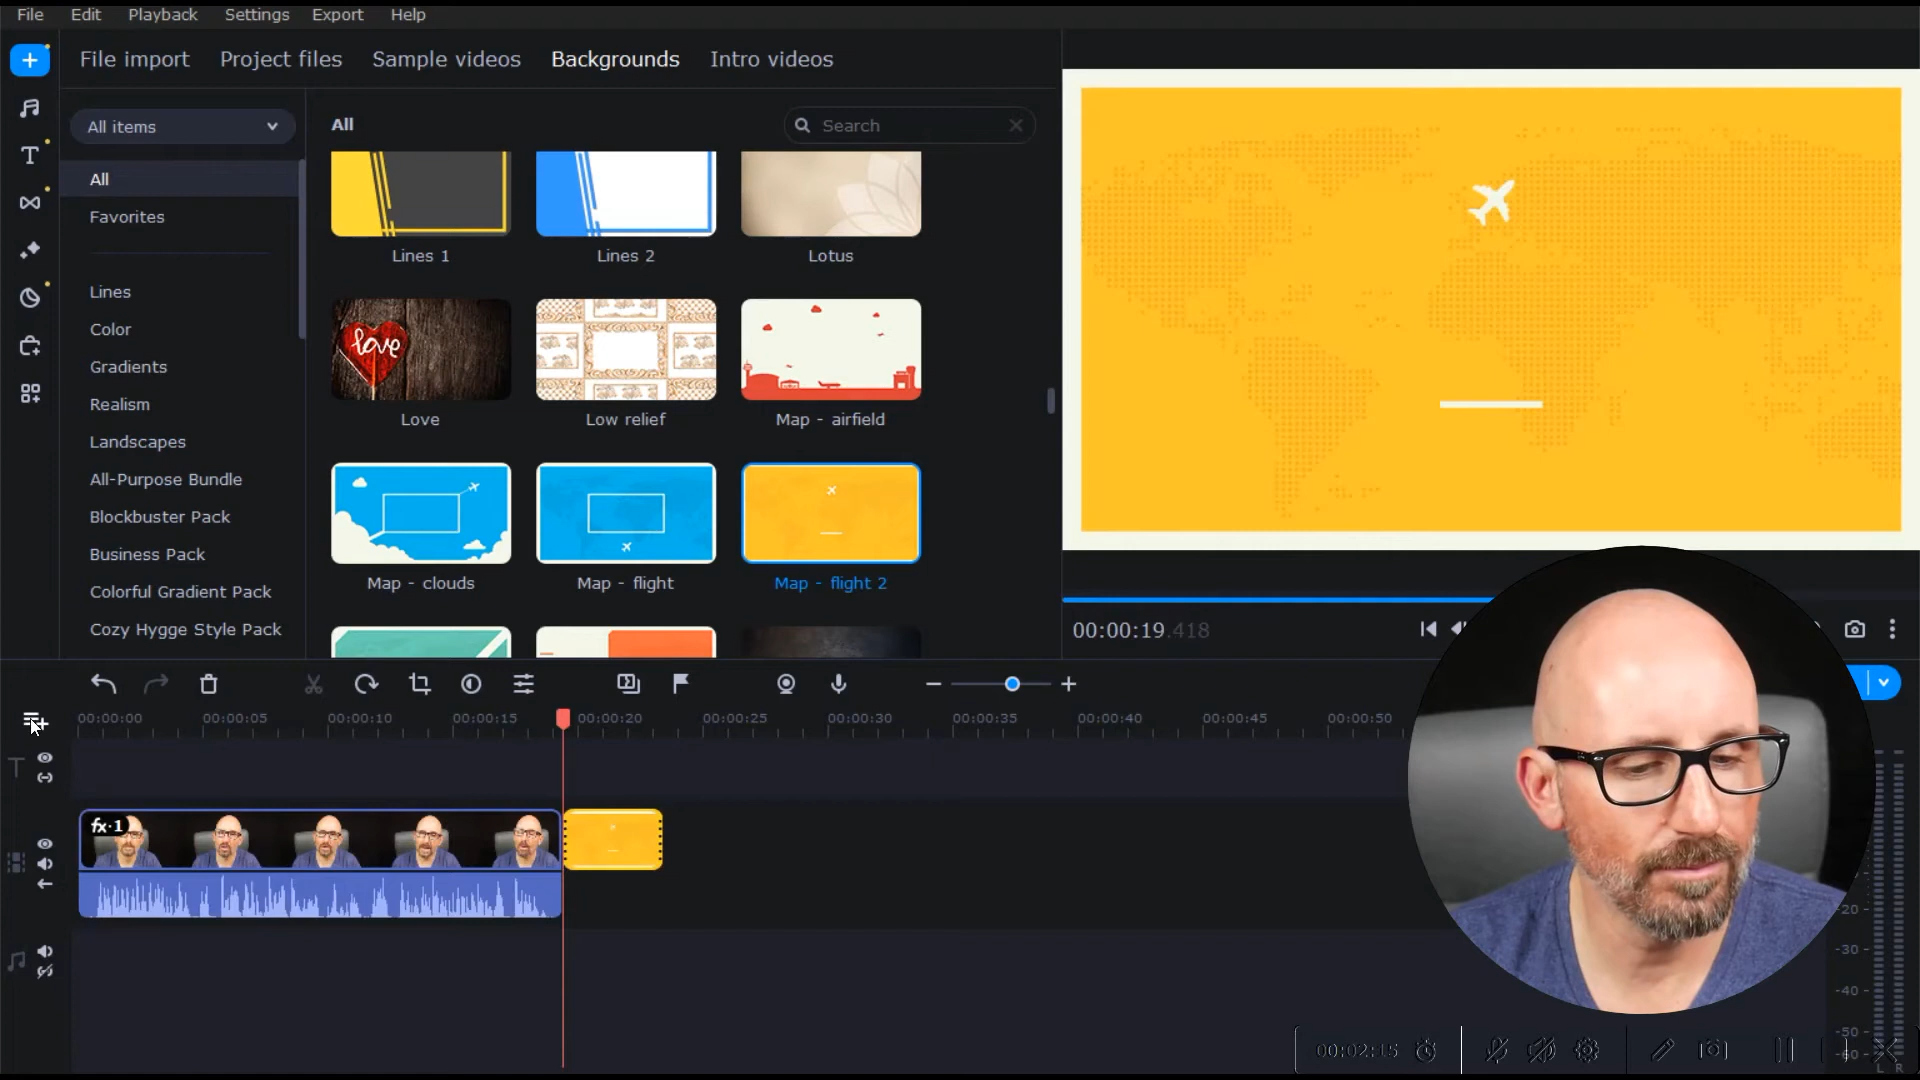 File Edit Playback Settings Export Help
File import Project files Sample videos Backgrounds Intro videos
All items
All
Favorites
Lines
Color
Gradients
Realism
Landscapes
All-Purpose Bundle
Blockbuster Pack
Business Pack
Colorful Gradient Pack
Cozy Hygge Style Pack
All
Search
Lines 1 Lines 2 Lotus
love
Love Low relief Map - airfield
Map - clouds Map - flight Map - flight 2
00:00:19.418
00:00:00 00:00:05 00:00:10 00:00:15 00:00:20 00:00:25 00:00:30 00:00:35 00:00:40 00:00:45 00:00:50
fx·1
-20
-30
-40
-50
-60
L R
00:02:15